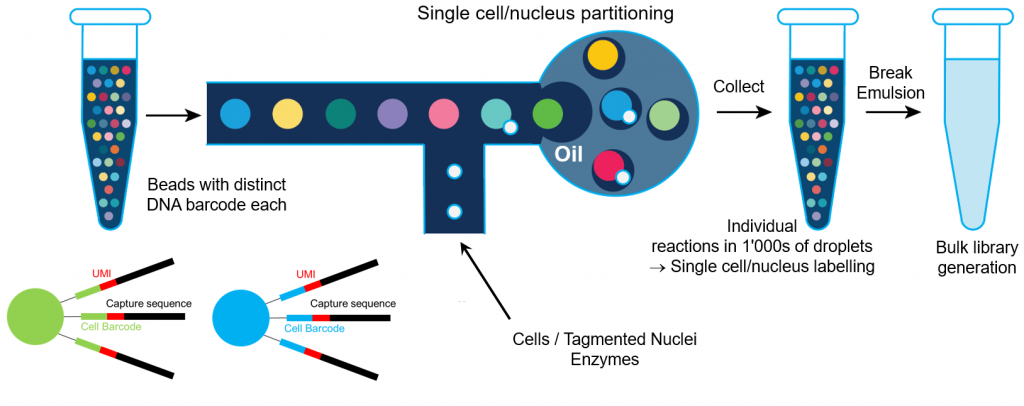 Single cell/nucleus partitioning
Collect
Break
Emulsion
Oil
Beads with distinct
DNA barcode each
Individual
reactions in 1'000s of droplets
→ Single cell/nucleus labelling
Bulk library
generation
UMI
Capture sequence
Cell Barcode
UMI
Capture sequence
Cell Barcode
Cells / Tagmented Nuclei
Enzymes